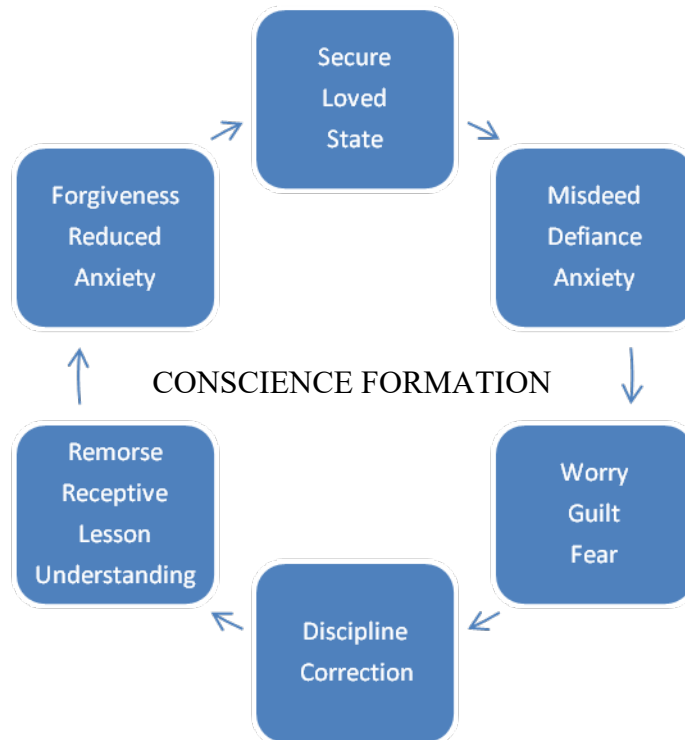 Secure
Loved
State
Misdeed
Defiance
Anxiety
Worry
Guilt
Fear
Discipline
Correction
Remorse
Receptive
Lesson
Understanding
Forgiveness
Reduced
Anxiety
CONSCIENCE FORMATION